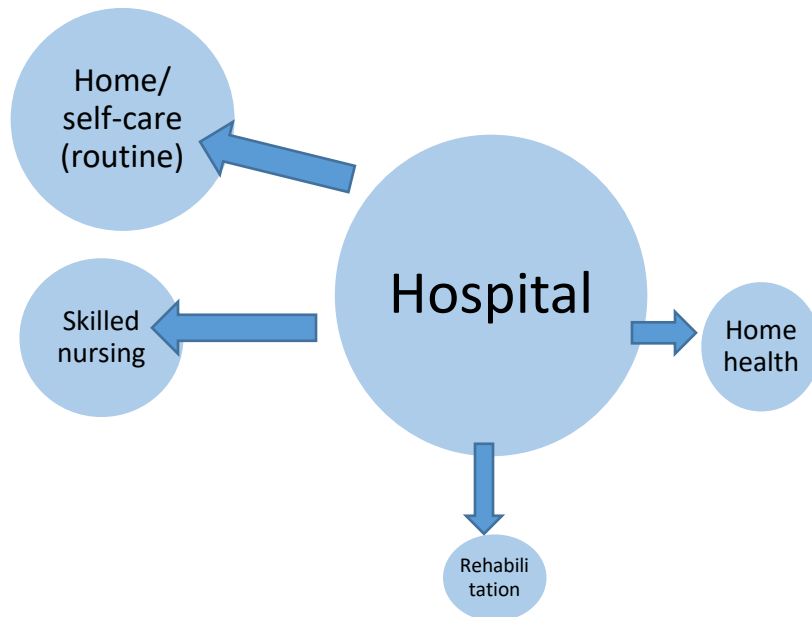 Home/
self-care
(routine)
Hospital
Skilled
nursing
Home
health
Rehabili
tation